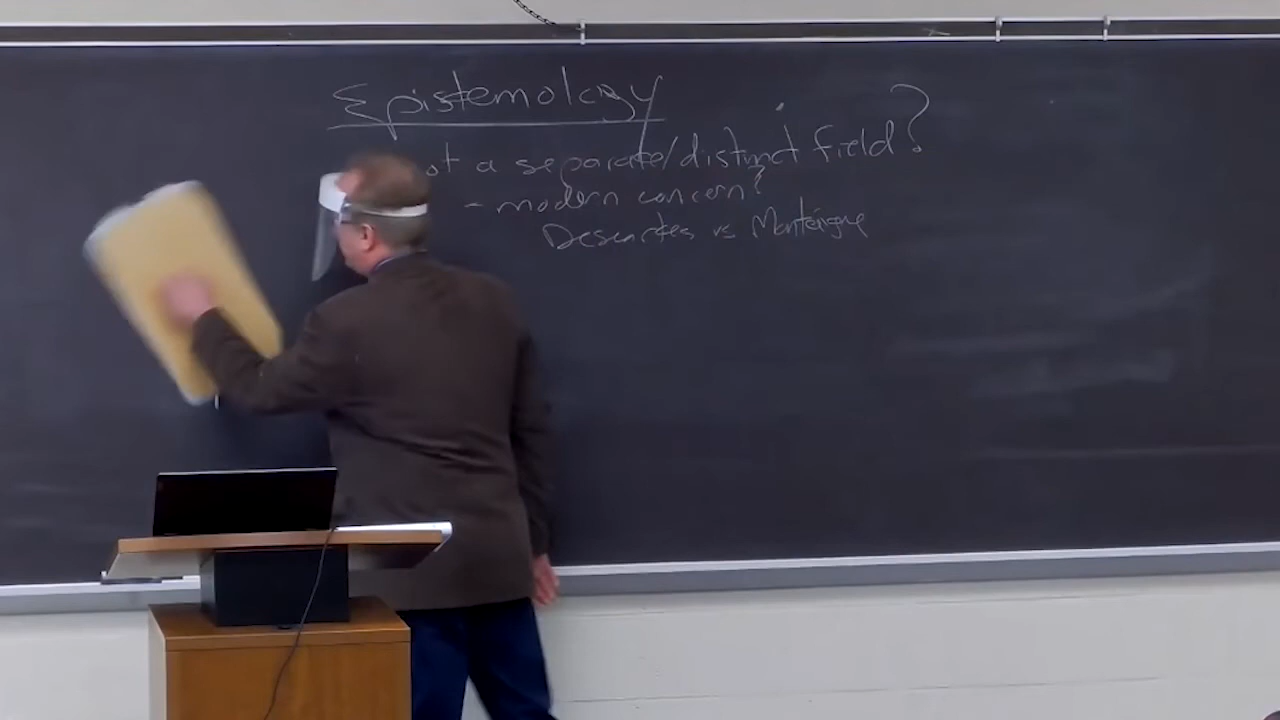 Epistemology
ot a separate/distinct field?
- modern concern?
Descartes vs Montaigne